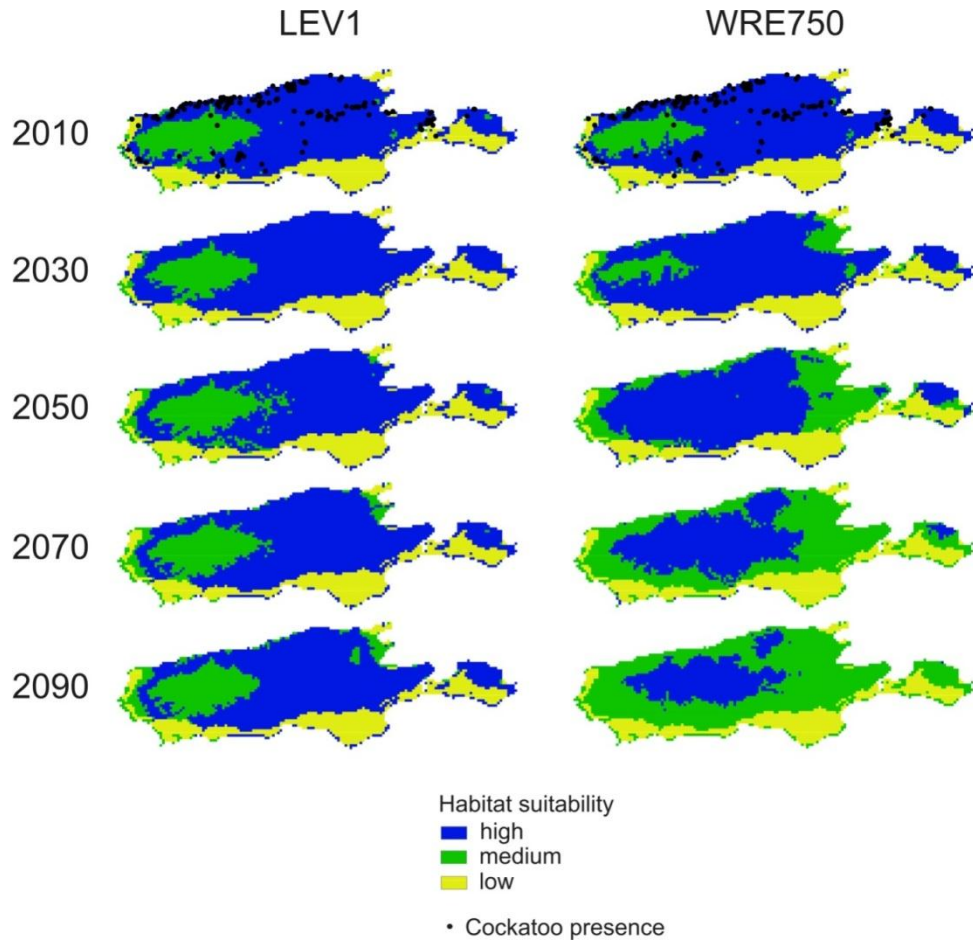 LEV1 WRE750
2010
2030
2050
2070
2090
Habitat suitability
high
medium
low
Cockatoo presence